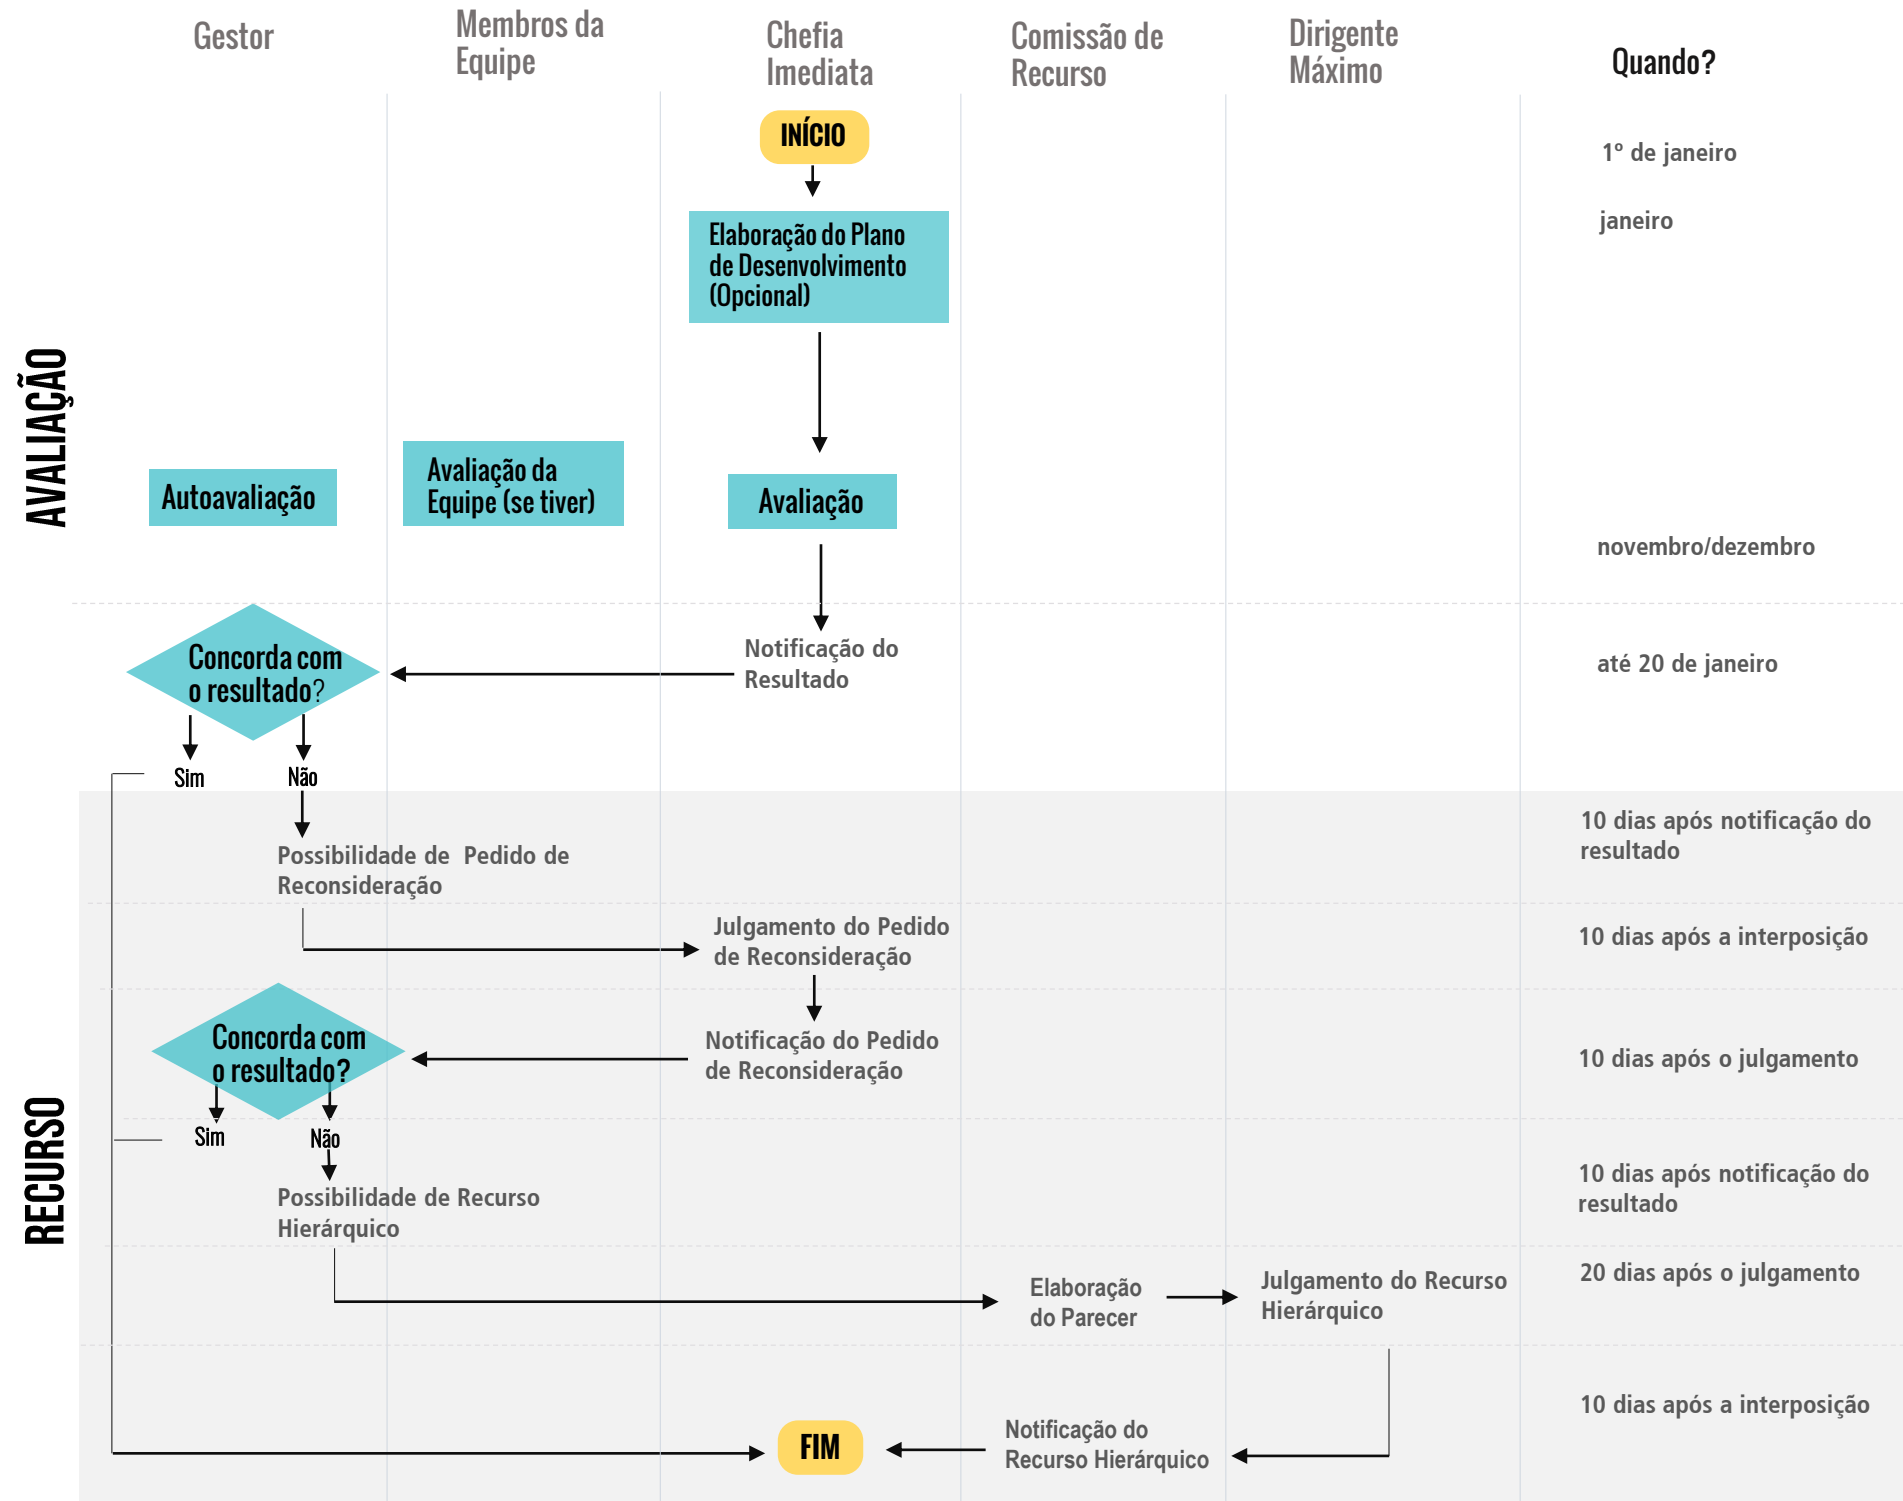 Gestor
Membros da
Equipe
Chefia
Imediata
Comissão de
Recurso
Dirigente
Máximo
Quando?
AVALIAÇÃO
INÍCIO
1º de janeiro
Elaboração do Plano
de Desenvolvimento
(Opcional)
janeiro
Autoavaliação
Avaliação da
Equipe (se tiver)
Avaliação
novembro/dezembro
Concorda com
o resultado?
Notificação do
Resultado
até 20 de janeiro
Sim
Não
RECURSO
Possibilidade de Pedido de
Reconsideração
10 dias após notificação do
resultado
Julgamento do Pedido
de Reconsideração
10 dias após a interposição
Concorda com
o resultado?
Notificação do Pedido
de Reconsideração
10 dias após o julgamento
Sim
Não
Possibilidade de Recurso
Hierárquico
10 dias após notificação do
resultado
Elaboração
do Parecer
Julgamento do Recurso
Hierárquico
20 dias após o julgamento
FIM
Notificação do
Recurso Hierárquico
10 dias após a interposição